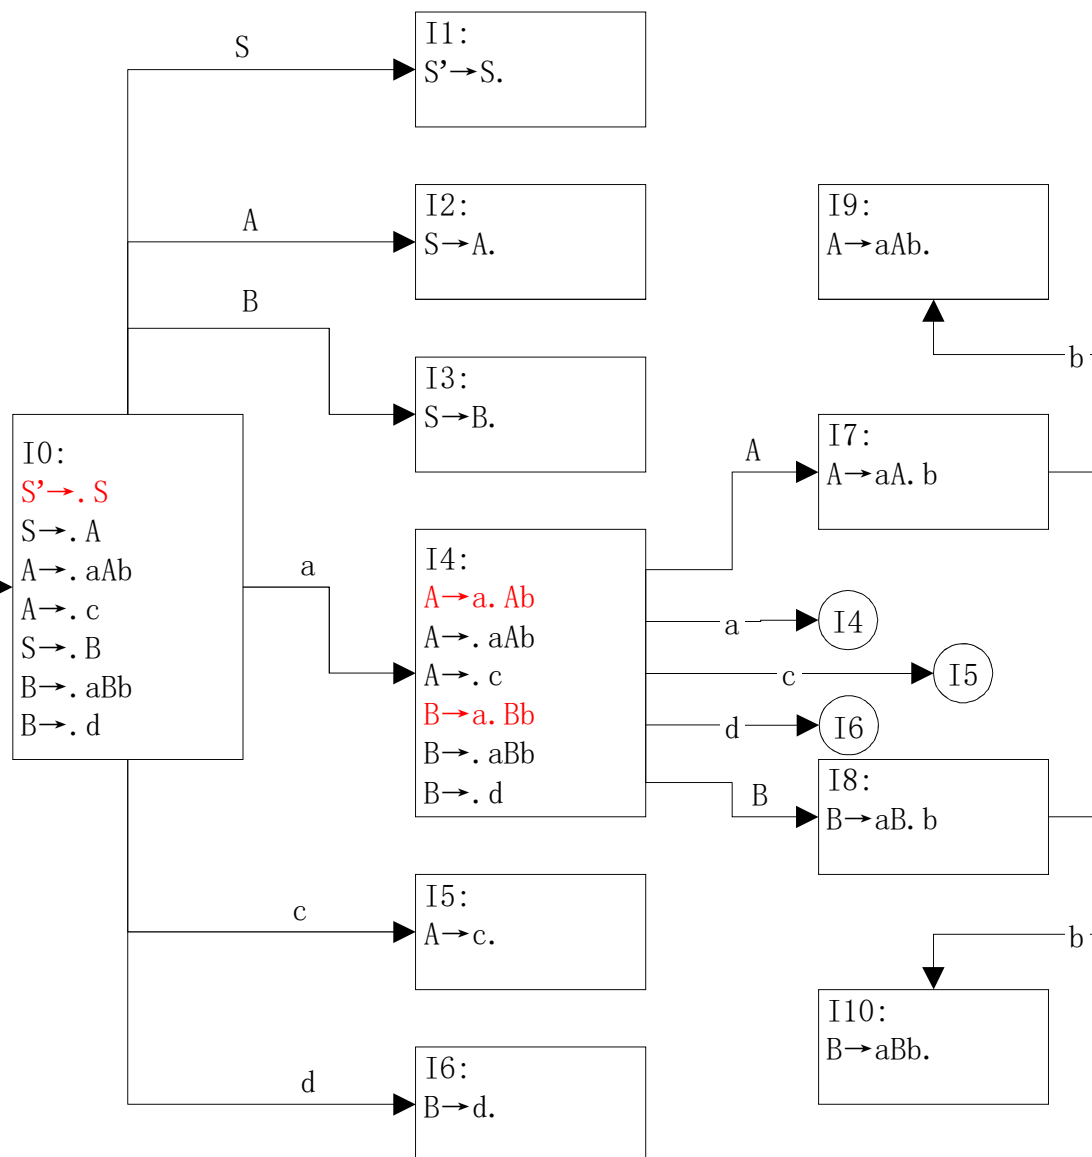 S
I1:
S’→S.
A
I2:
S→A.
I9:
A→aAb.
B
b
I3:
S→B.
I0:
S’→.S
S→.A
A→.aAb
A→.c
S→.B
B→.aBb
B→.d
a
I4:
A→a.Ab
A→.aAb
A→.c
B→a.Bb
B→.aBb
B→.d
A
I7:
A→aA.b
a
I4
c
I5
d
I6
B
I8:
B→aB.b
c
I5:
A→c.
b
I10:
B→aBb.
d
I6:
B→d.